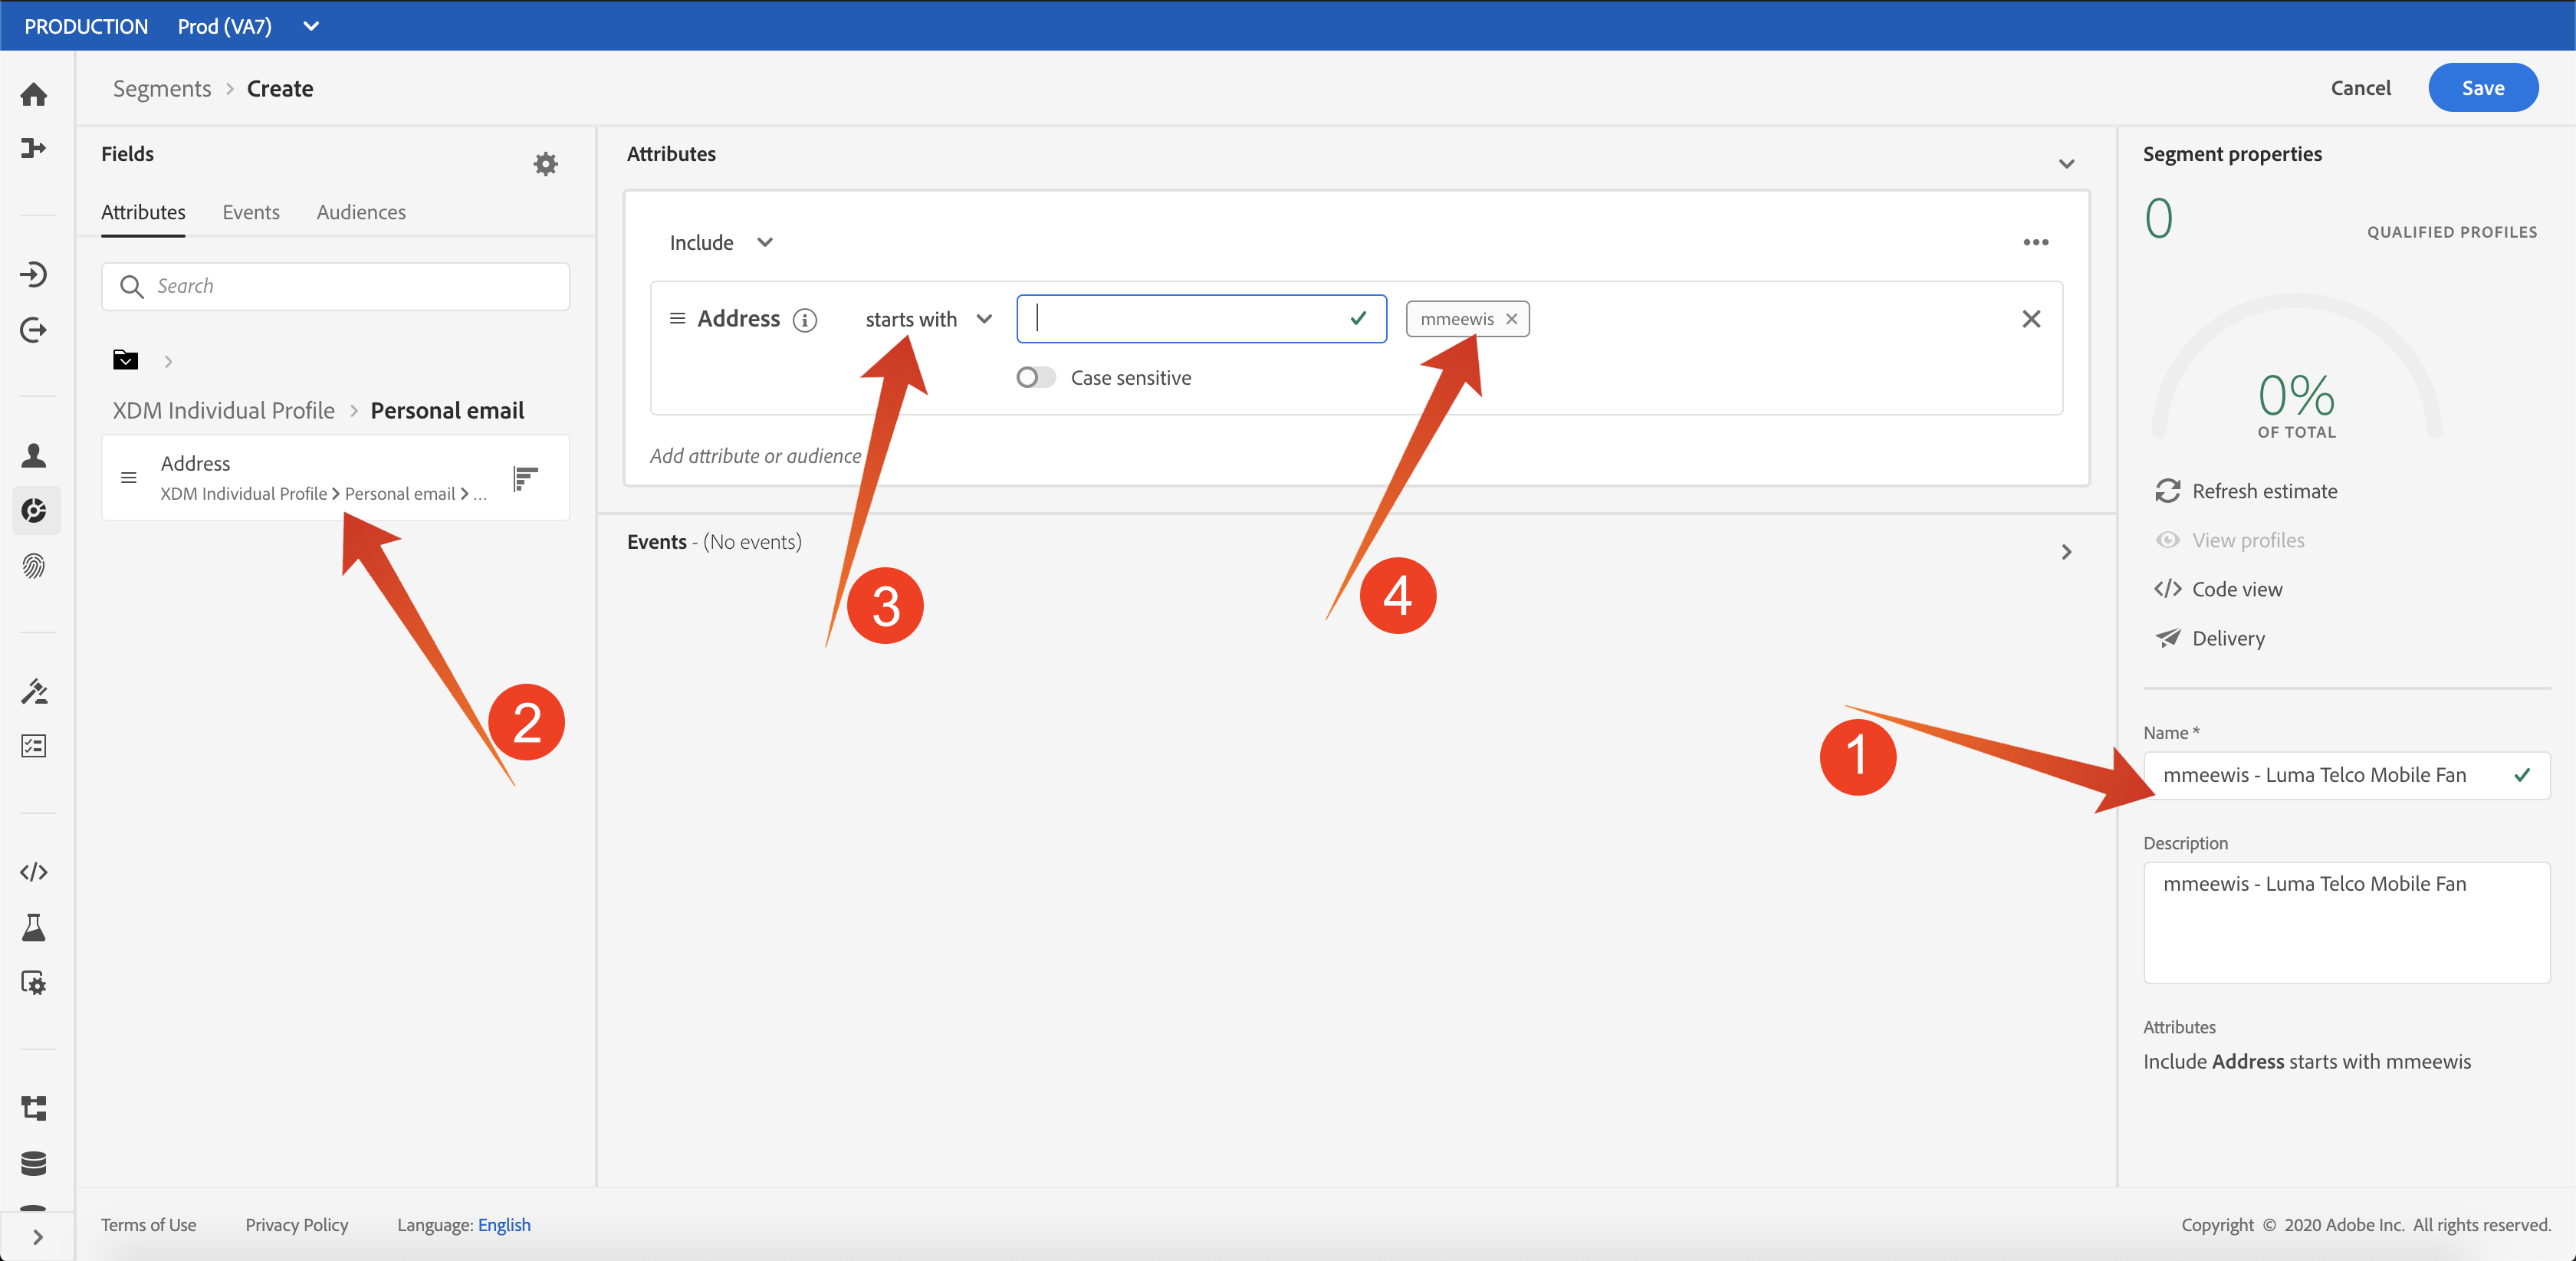 PRODUCTION Prod (VA7)
Segments > Create
Cancel
Save
Fields
Attributes Events Audiences
Search
XDM Individual Profile > Personal email
Address
XDM Individual Profile > Personal email > ...
2
Attributes
Include
Address starts with mmeewis
Case sensitive
Add attribute or audience
Events - (No events)
3
4
1
Segment properties
0
QUALIFIED PROFILES
0%
OF TOTAL
Refresh estimate
View profiles
</> Code view
Delivery
Name *
mmeewis - Luma Telco Mobile Fan
Description
mmeewis - Luma Telco Mobile Fan
Attributes
Include Address starts with mmeewis
Terms of Use Privacy Policy Language: English
Copyright © 2020 Adobe Inc. All rights reserved.